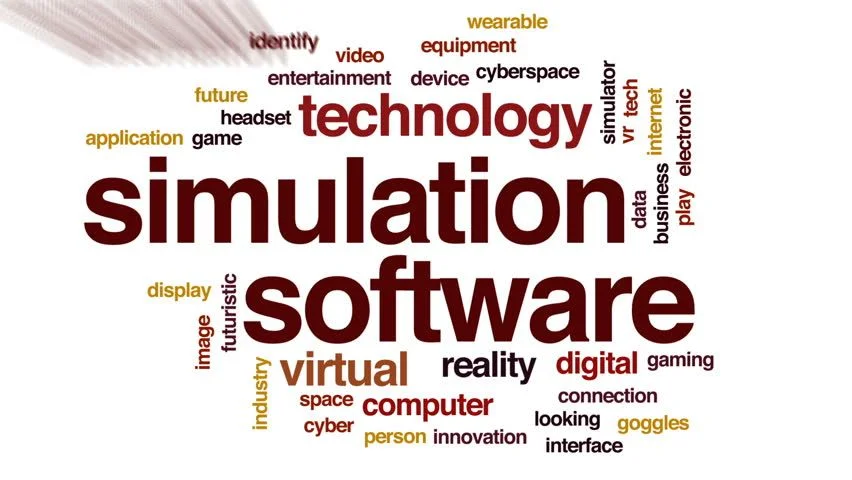 wearable
identify
equipment
video
entertainment
device
cyberspace
future
headset
technology
simulator
vr
tech
internet
electronic
application
game
simulation
data
business
play
display
image
futuristic
software
industry
virtual
reality
digital
gaming
space
computer
connection
cyber
looking
goggles
person
innovation
interface